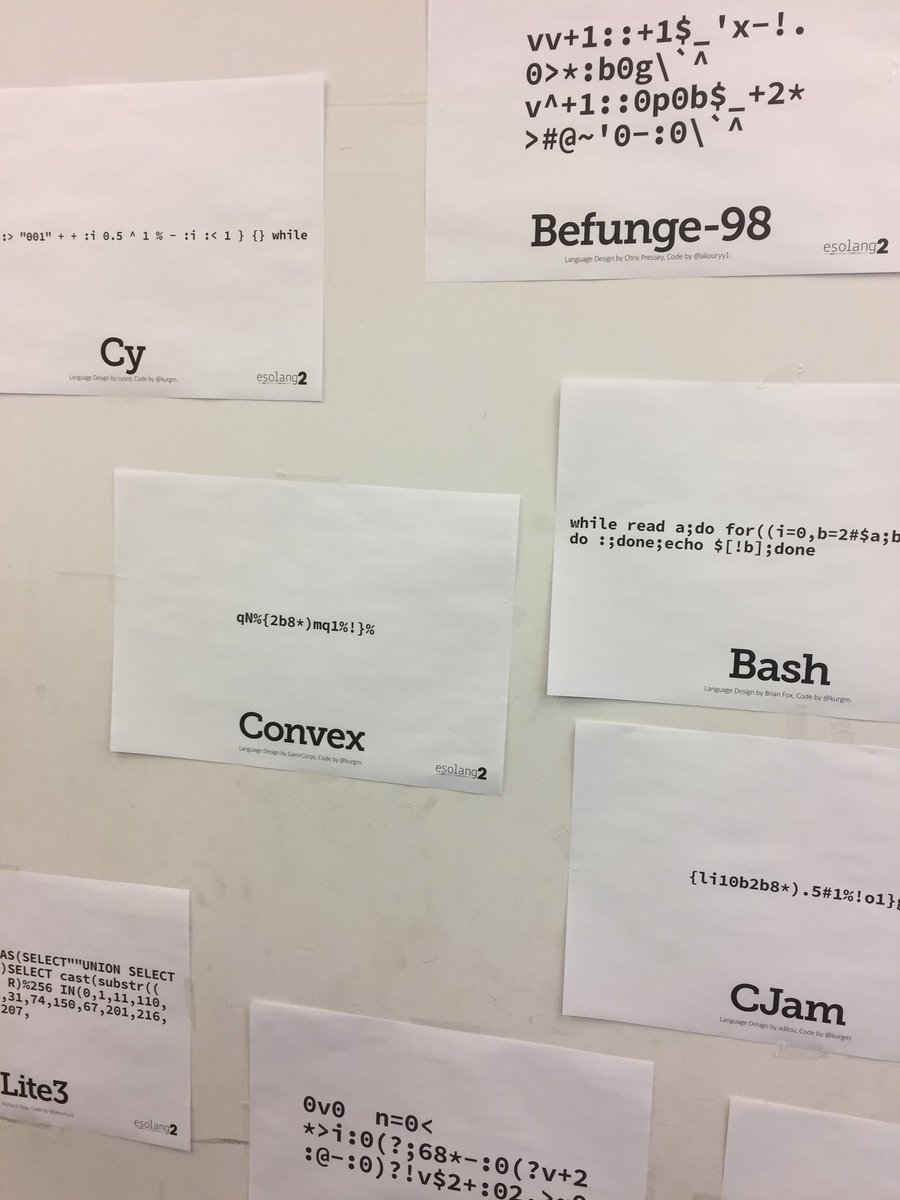 vv+1::+1$_'x-!.
0>*:b0g\`^
v^+1::0p0b$_+2*
>#@~'0-:0\`^
Befunge-98
Language Design by Chris Pressey, Code by @akouryy1.
esolang2
:> "001" + + :i 0.5 ^ 1 % - :i :< 1 } {} while
Cy
Language Design by cyoce, Code by @kurgm.
esolang2
while read a;do for((i=0,b=2#$a;b
do :;done;echo $[!b];done
Bash
Language Design by Brian Fox, Code by @kurgm.
qN%{2b8*)mq1%!}%
Convex
Language Design by GamrCorps, Code by @kurgm.
esolang2
{li10b2b8*).5#1%!o1}g
CJam
Language Design by aditsu, Code by @kurgm.
AS(SELECT""UNION SELECT
)SELECT cast(substr((
R)%256 IN(0,1,11,110,
,31,74,150,67,201,216,
207,
Lite3
Richard Hipp, Code by @akouryy1.
esolang2
0v0 n=0<
*>i:0(?;68*-:0(?v+2
:@-:0)?!v$2+:02.